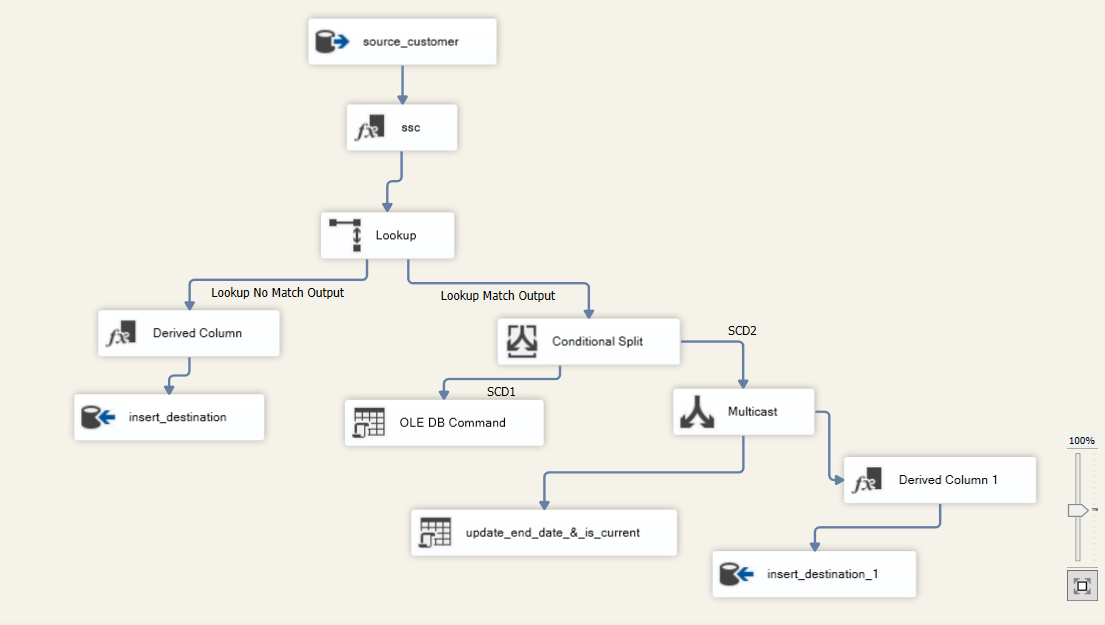 source_customer
ssc
Lookup
Lookup No Match Output
Lookup Match Output
Derived Column
Conditional Split
SCD2
SCD1
insert_destination
OLE DB Command
Multicast
100%
Derived Column 1
update_end_date_&_is_current
insert_destination_1